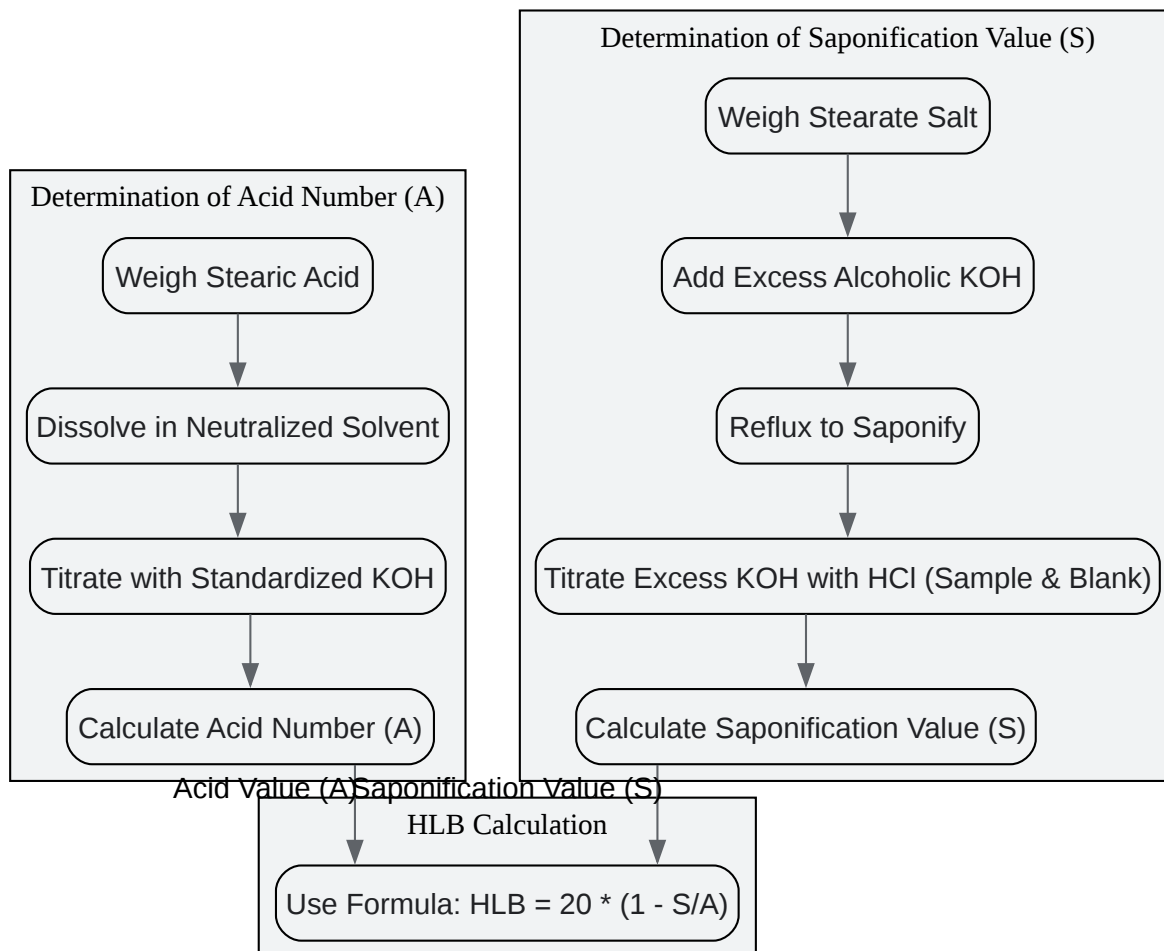 Determination of Saponification Value (S)
Weigh Stearate Salt
Add Excess Alcoholic KOH
Reflux to Saponify
Titrate Excess KOH with HCl (Sample & Blank)
Calculate Saponification Value (S)
Determination of Acid Number (A)
Weigh Stearic Acid
Dissolve in Neutralized Solvent
Titrate with Standardized KOH
Calculate Acid Number (A)
Acid Value (A)
Saponification Value (S)
HLB Calculation
Use Formula: HLB = 20 * (1 - S/A)